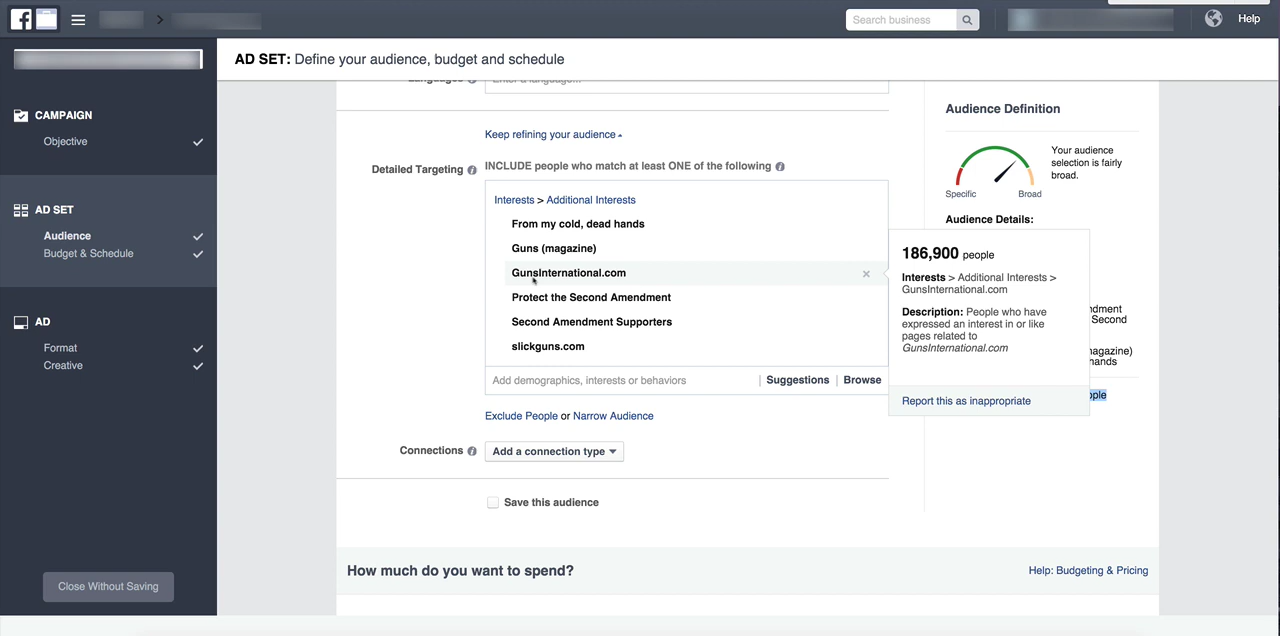 f
Search business
Help
AD SET: Define your audience, budget and schedule
CAMPAIGN
Objective
AD SET
Audience
Budget & Schedule
AD
Format
Creative
Close Without Saving
Languages
Enter a language...
Keep refining your audience
Detailed Targeting
INCLUDE people who match at least ONE of the following
Interests > Additional Interests
From my cold, dead hands
Guns (magazine)
GunsInternational.com
Protect the Second Amendment
Second Amendment Supporters
slickguns.com
Add demographics, interests or behaviors
Suggestions
Browse
Exclude People or Narrow Audience
Connections
Add a connection type
Save this audience
How much do you want to spend?
Help: Budgeting & Pricing
Audience Definition
Your audience
selection is fairly
broad.
Specific
Broad
Audience Details:
186,900 people
Interests > Additional Interests >
GunsInternational.com
Description: People who have
expressed an interest in or like
pages related to
GunsInternational.com
Report this as inappropriate
Second